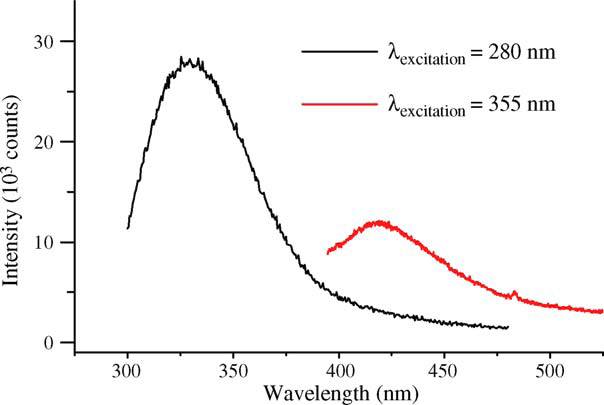 30
20
10
0
Intensity (10³ counts)
λexcitation = 280 nm
λexcitation = 355 nm
300 350 400 450 500
Wavelength (nm)